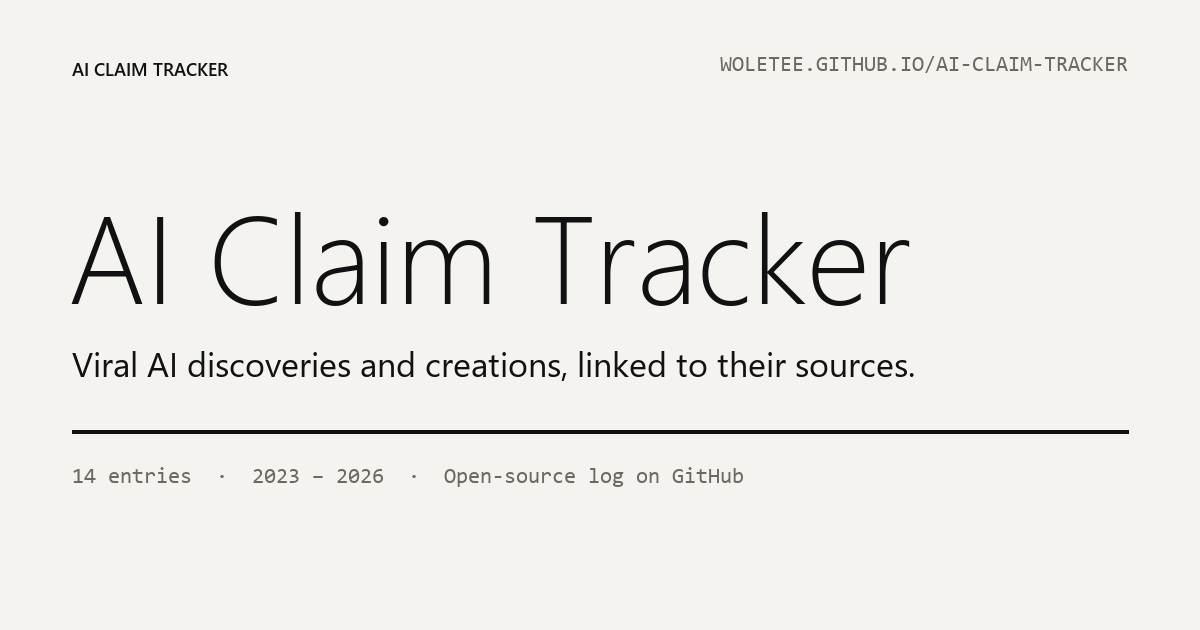 AI CLAIM TRACKER
WOLETEE.GITHUB.IO/AI-CLAIM-TRACKER
AI Claim Tracker
Viral AI discoveries and creations, linked to their sources.
14 entries · 2023 – 2026 · Open-source log on GitHub